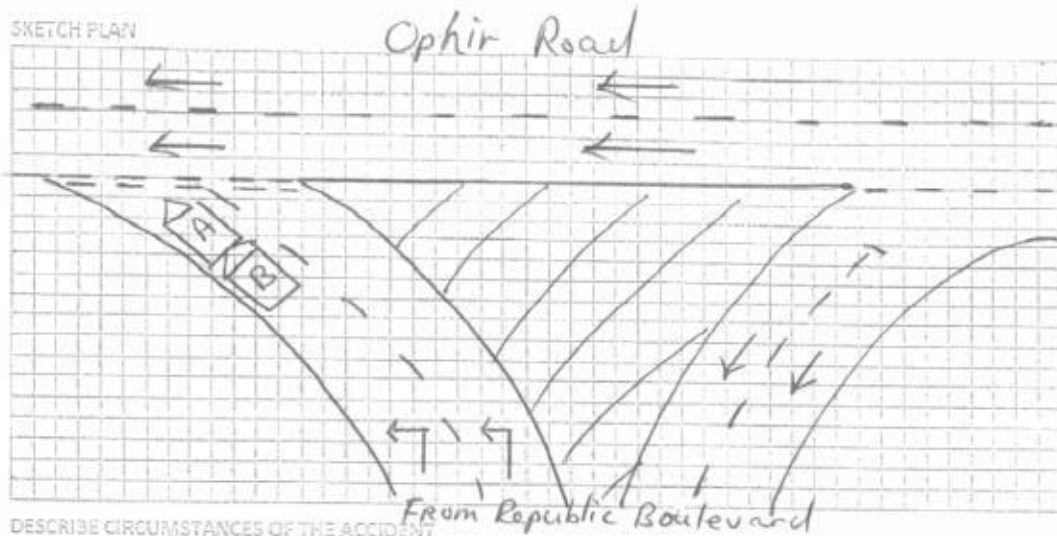 SKETCH PLAN
Ophir Road
A
B
From Republic Boulevard
DESCRIBE CIRCUMSTANCES OF THE ACCIDENT